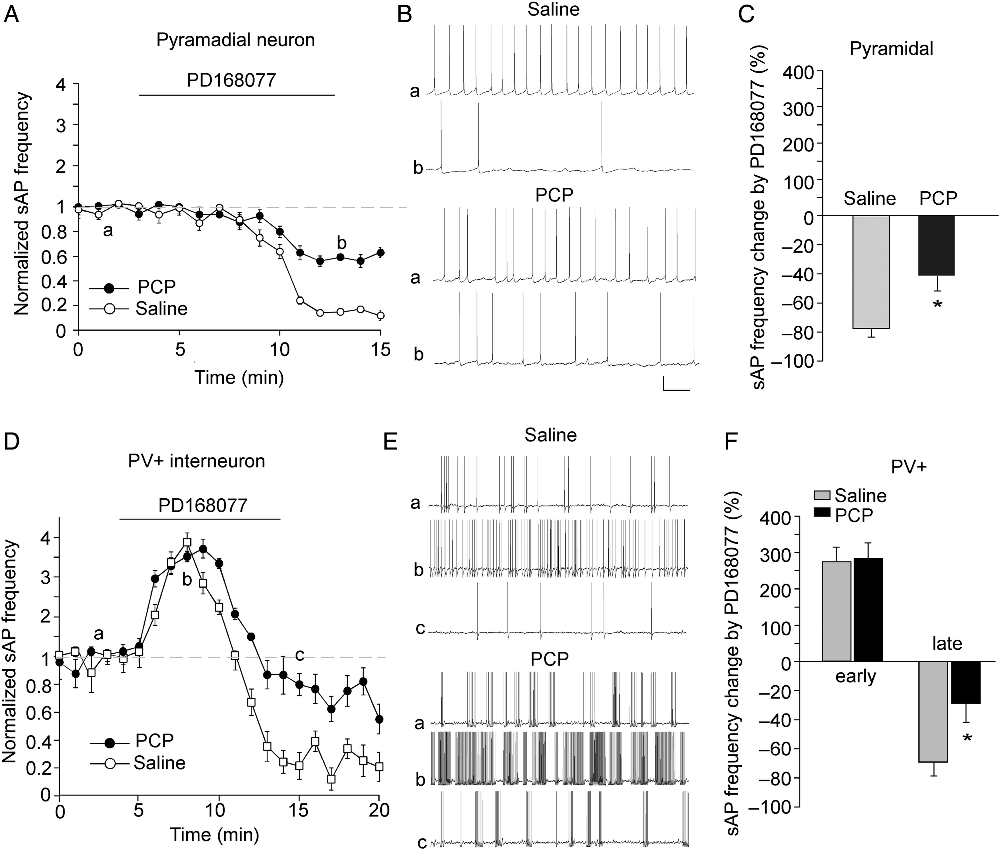 A
Pyramadial neuron
PD168077
Normalized sAP frequency
4
3
2
1
0.8
0.6
0.4
0.2
0
a
b
PCP
Saline
0 5 10 15
Time (min)
B
Saline
a
b
PCP
a
b
C
Pyramidal
sAP frequency change by PD168077 (%)
400
300
200
100
0
–20
–40
–60
–80
–100
Saline PCP
*
D
PV+ interneuron
PD168077
Normalized sAP frequency
4
3
2
1
0.8
0.6
0.4
0.2
0
a
b
c
PCP
Saline
0 5 10 15 20
Time (min)
E
Saline
a
b
c
PCP
a
b
c
F
PV+
Saline
PCP
sAP frequency change by PD168077 (%)
400
300
200
100
0
–20
–40
–60
–80
–100
early
late
*